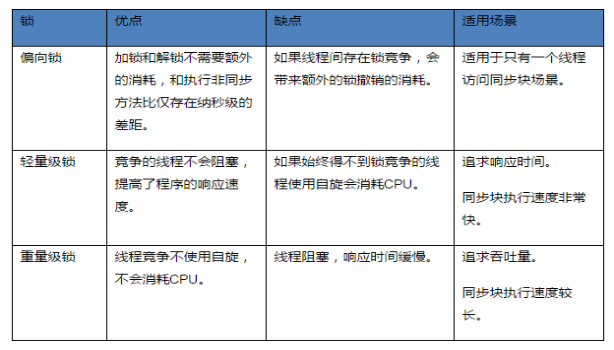 锁 优点 缺点 适用场景
偏向锁 加锁和解锁不需要额外 如果线程间存在锁竞争，会 适用于只有一个线程
的消耗，和执行非同步 带来额外的锁撤销的消耗。 访问同步块场景。
方法比仅存在纳秒级的
差距。
轻量级锁 竞争的线程不会阻塞， 如果始终得不到锁竞争的线 追求响应时间。
提高了程序的响应速 程使用自旋会消耗CPU。 同步块执行速度非常
度。 快。
重量级锁 线程竞争不使用自旋， 线程阻塞，响应时间缓慢。 追求吞吐量。
不会消耗CPU。 同步块执行速度较
长。